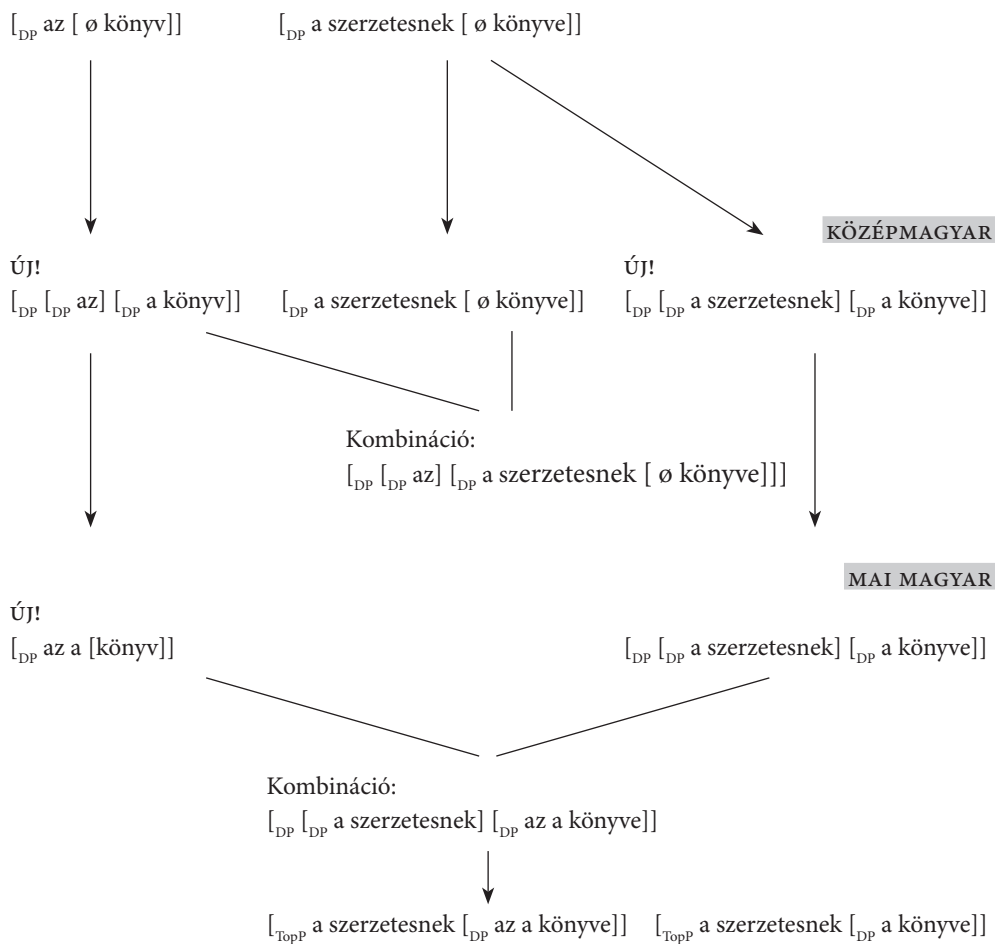 [DP az [ ø könyv]] [DP a szerzetesnek [ ø könyve]]
KÖZÉPMAGYAR
ÚJ! ÚJ!
[DP [DP az] [DP a könyv]] [DP a szerzetesnek [ ø könyve]] [DP [DP a szerzetesnek] [DP a könyve]]
Kombináció:
[DP [DP az] [DP a szerzetesnek [ ø könyve]]]
MAI MAGYAR
ÚJ!
[DP az a [könyv]] [DP [DP a szerzetesnek] [DP a könyve]]
Kombináció:
[DP [DP a szerzetesnek] [DP az a könyve]]
[TopP a szerzetesnek [DP az a könyve]] [TopP a szerzetesnek [DP a könyve]]